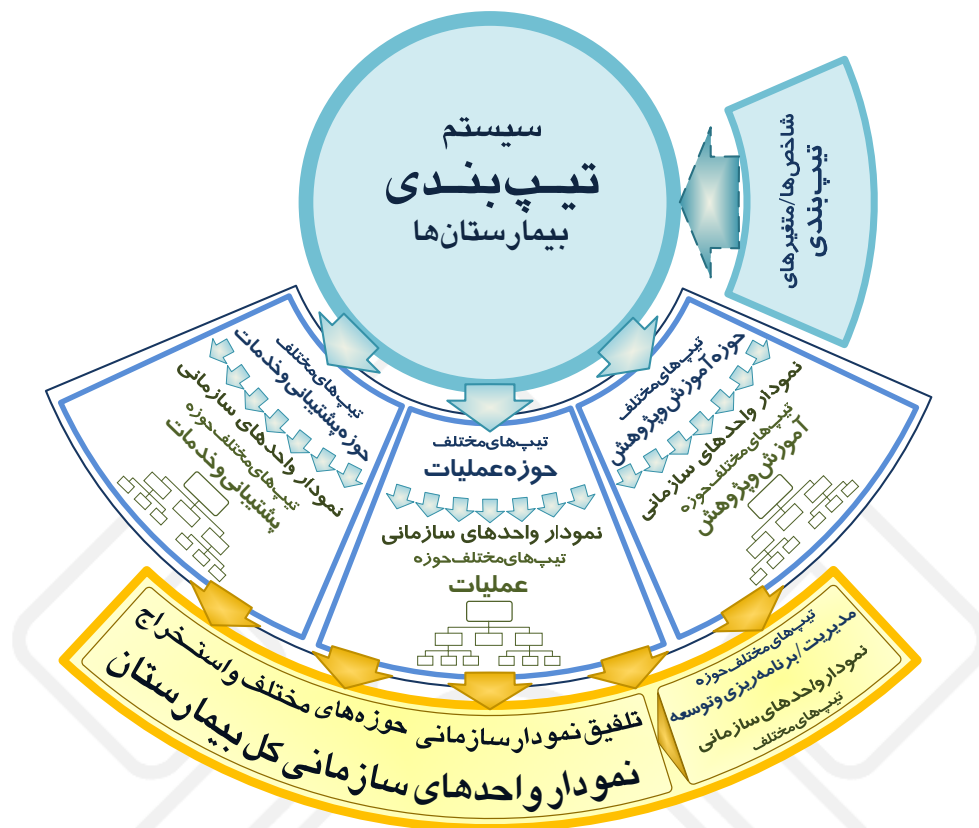 سیستم
تیپ‌بندی
بیمارستان‌ها
شاخص‌ها/متغیرهای
تیپ‌بندی
تیپ‌های مختلف
حوزه آموزش و پژوهش
نمودار واحدهای سازمانی
تیپ‌های مختلف حوزه
آموزش و پژوهش
تیپ‌های مختلف
حوزه عملیات
نمودار واحدهای سازمانی
تیپ‌های مختلف حوزه
عملیات
تیپ‌های مختلف
حوزه پشتیبانی و خدمات
نمودار واحدهای سازمانی
تیپ‌های مختلف حوزه
پشتیبانی و خدمات
تیپ‌های مختلف حوزه
مدیریت/برنامه‌ریزی و توسعه
نمودار واحدهای سازمانی
تیپ‌های مختلف
تلفیق نمودار سازمانی حوزه‌های مختلف و استخراج
نمودار واحدهای سازمانی کل بیمارستان